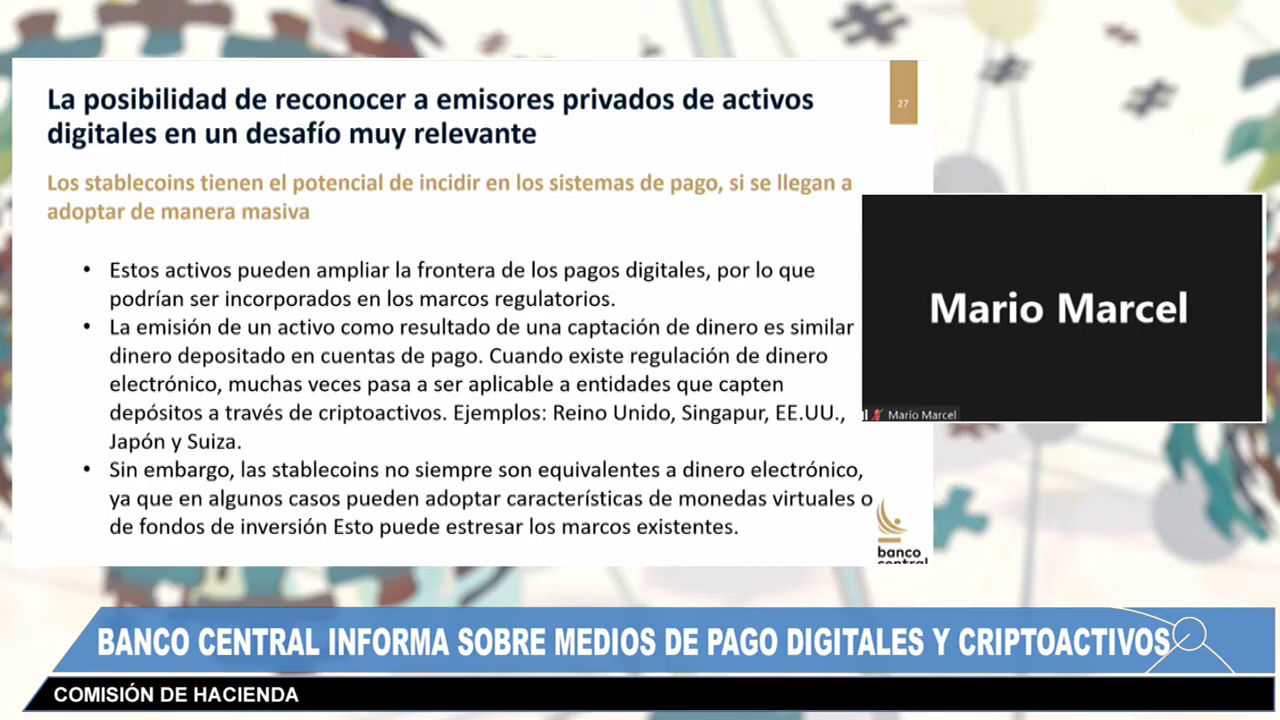 La posibilidad de reconocer a emisores privados de activos
digitales en un desafío muy relevante
27
Los stablecoins tienen el potencial de incidir en los sistemas de pago, si se llegan a
adoptar de manera masiva
• Estos activos pueden ampliar la frontera de los pagos digitales, por lo que
podrían ser incorporados en los marcos regulatorios.
• La emisión de un activo como resultado de una captación de dinero es similar
dinero depositado en cuentas de pago. Cuando existe regulación de dinero
electrónico, muchas veces pasa a ser aplicable a entidades que capten
depósitos a través de criptoactivos. Ejemplos: Reino Unido, Singapur, EE.UU.,
Japón y Suiza.
• Sin embargo, las stablecoins no siempre son equivalentes a dinero electrónico,
ya que en algunos casos pueden adoptar características de monedas virtuales o
de fondos de inversión Esto puede estresar los marcos existentes.
banco
central
Mario Marcel
Mario Marcel
BANCO CENTRAL INFORMA SOBRE MEDIOS DE PAGO DIGITALES Y CRIPTOACTIVOS
COMISIÓN DE HACIENDA